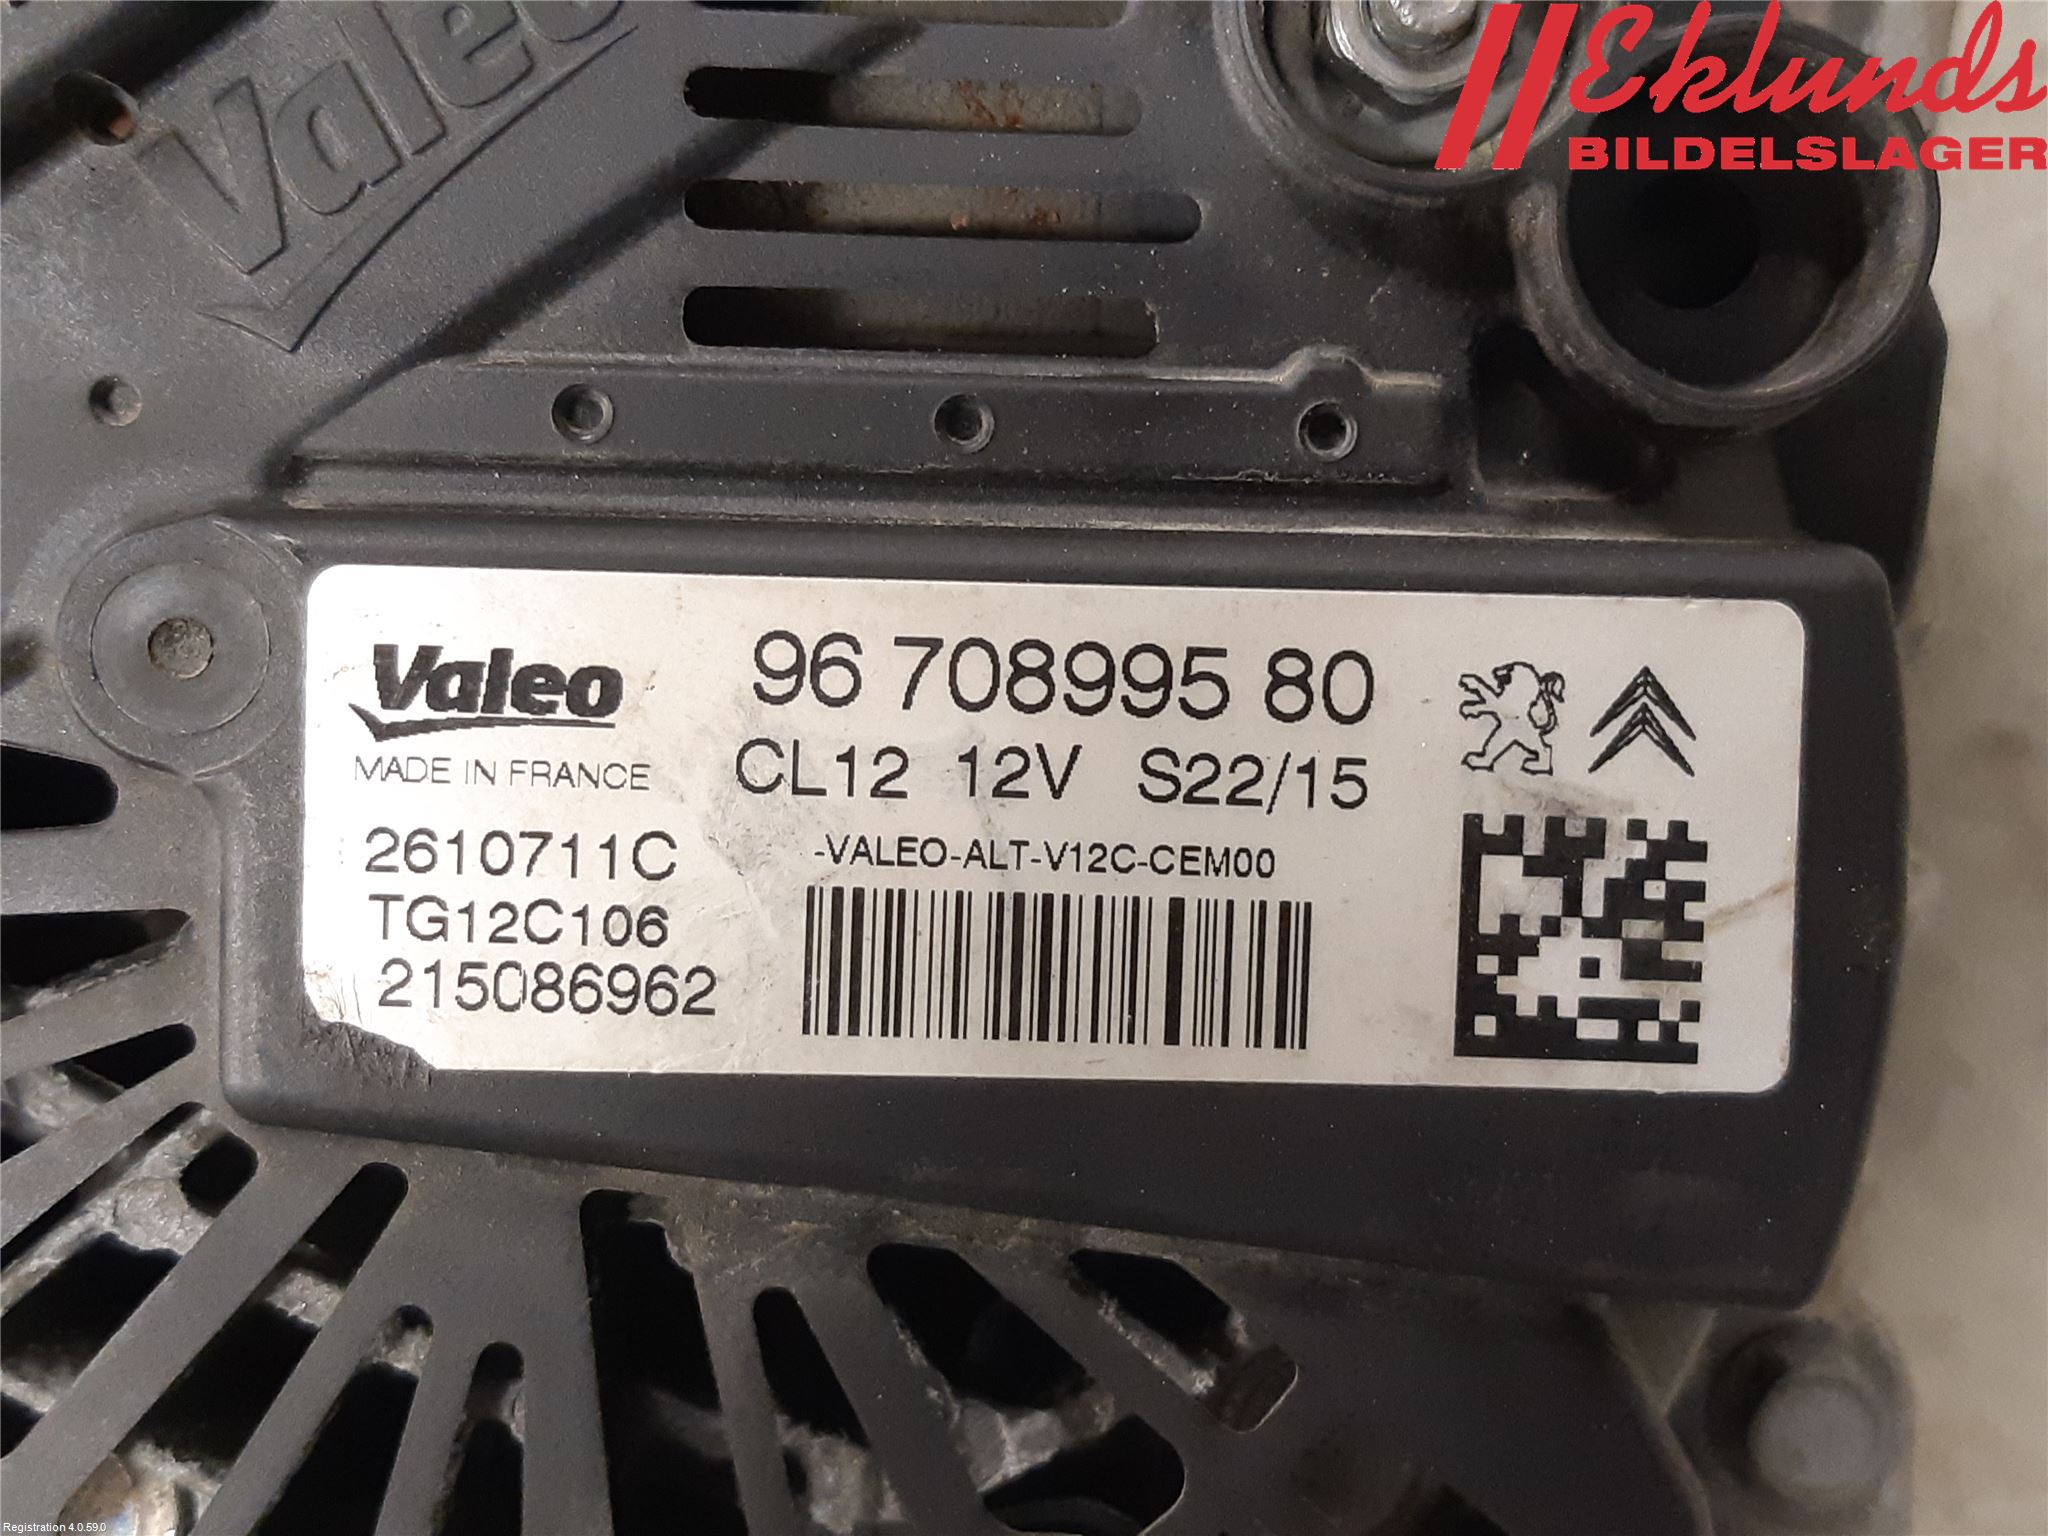 Valeo
Eklunds
BILDELSLAGER
Valeo
96 708995 80
MADE IN FRANCE
CL12 12V S22/15
2610711C
-VALEO-ALT-V12C-CEM00
TG12C106
215086962
Registration 4.0.59.0